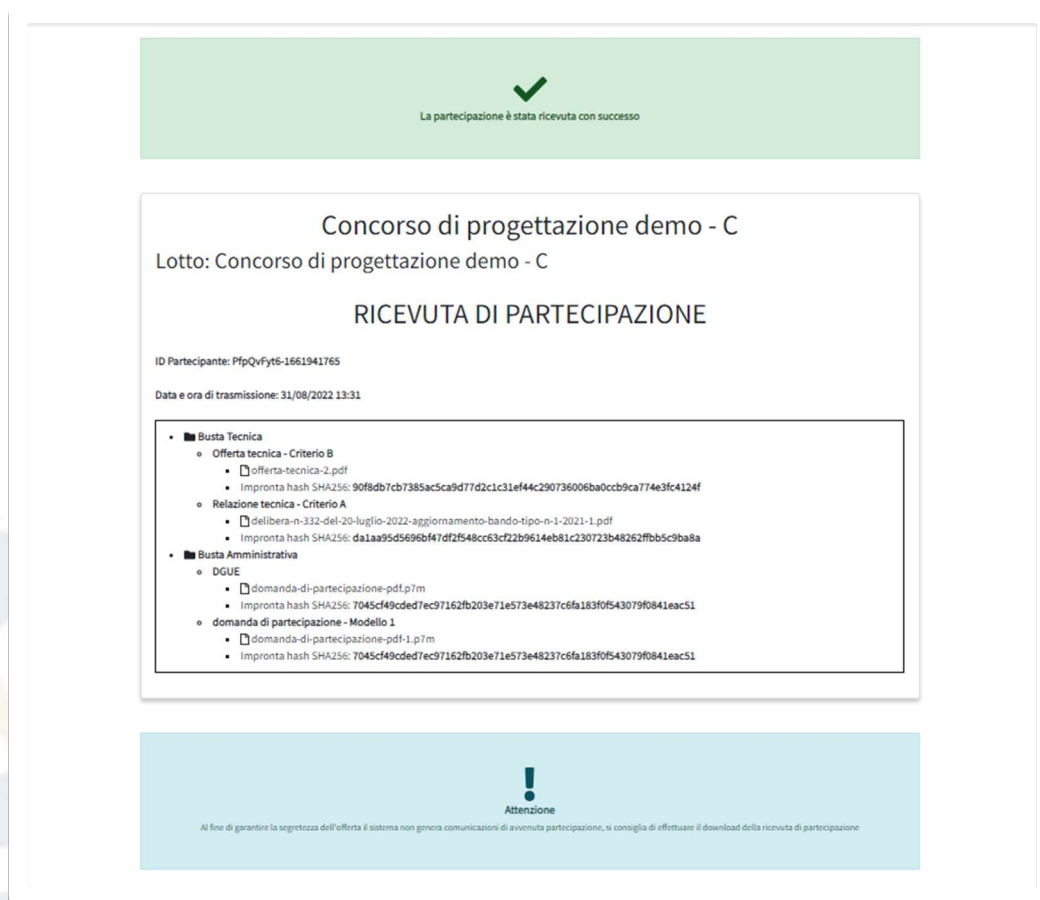 La partecipazione è stata ricevuta con successo
Concorso di progettazione demo - C
Lotto: Concorso di progettazione demo - C
RICEVUTA DI PARTECIPAZIONE
ID Partecipante: PfpQvFyt6-1661941765
Data e ora di trasmissione: 31/08/2022 13:31
Busta Tecnica
Offerta tecnica - Criterio B
offerta-tecnica-2.pdf
Impronta hash SHA256: 90f8db7cb7385ac5ca9d77d2c1c31ef44c290736006ba0ccb9ca774e3fc4124f
Relazione tecnica - Criterio A
delibera-n-332-del-20-luglio-2022-aggiornamento-bando-tipo-n-1-2021-1.pdf
Impronta hash SHA256: da1aa95d5696bf47df2f548cc63cf22b9614eb81c230723b48262ffbb5c9ba8a
Busta Amministrativa
DGUE
domanda-di-partecipazione-pdf.p7m
Impronta hash SHA256: 7045cf49cded7ec97162fb203e71e573e48237c6fa183f0f543079f0841eac51
domanda di partecipazione - Modello 1
domanda-di-partecipazione-pdf-1.p7m
Impronta hash SHA256: 7045cf49cded7ec97162fb203e71e573e48237c6fa183f0f543079f0841eac51
Attenzione
Al fine di garantire la segretezza dell'offerta il sistema non genera comunicazioni di avvenuta partecipazione, si consiglia di effettuare il download della ricevuta di partecipazione